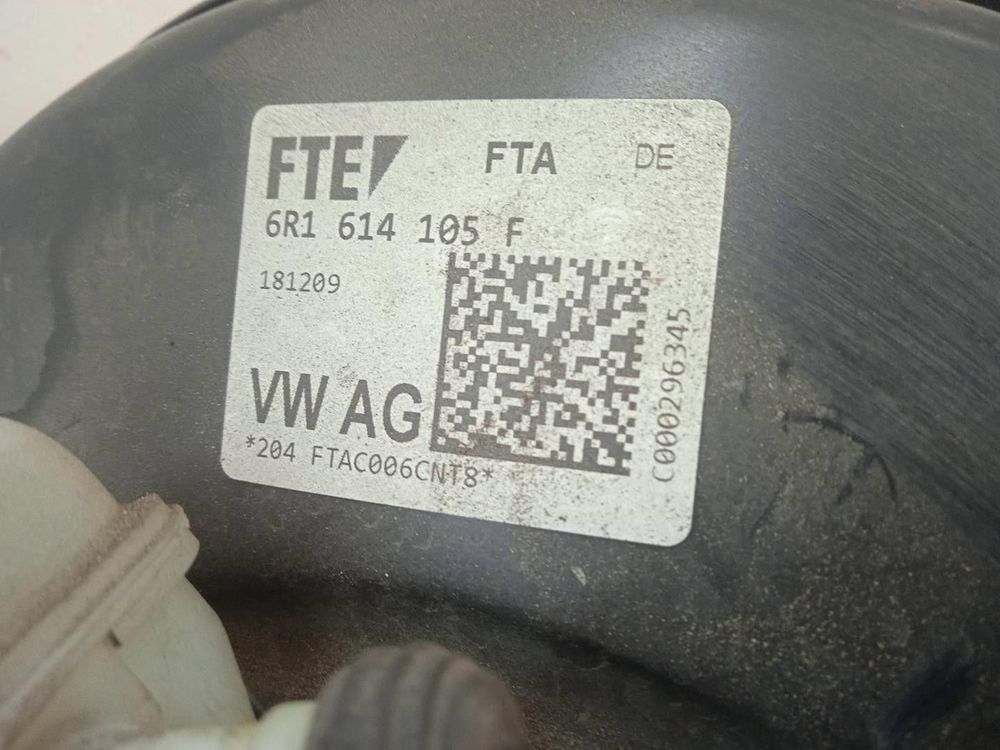 FTE FTA DE
6R1 614 105 F
181209
C000296345
VW AG
*204 FTAC006CNT8*